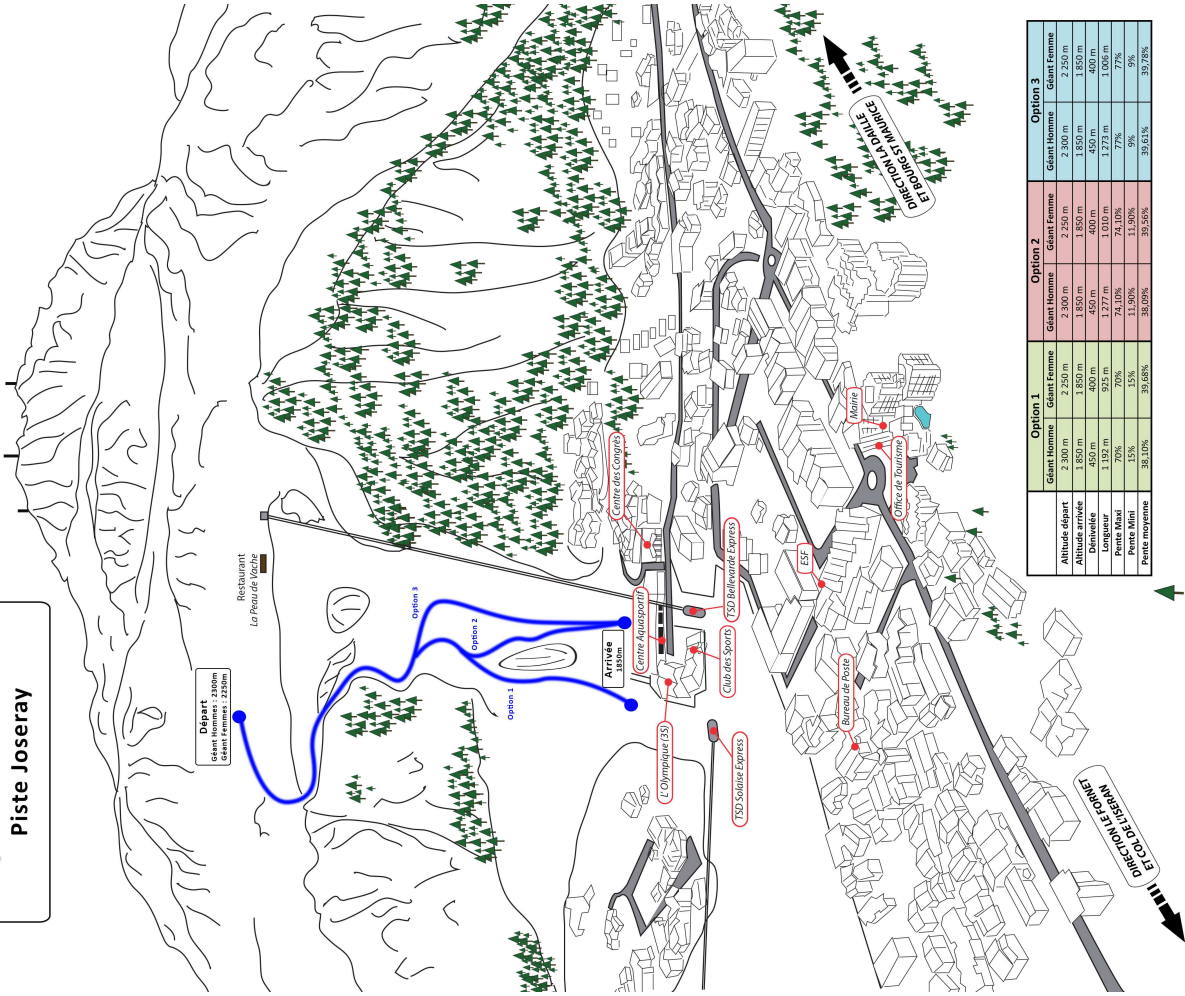 Piste Joseray
Départ
Géant Hommes : 2300m
Géant Femmes : 2250m
Restaurant
La Peau de Vache
Option 3
Option 2
Option 1
Arrivée
1850m
Centre des Congrès
Centre Aquasportif
L'Olympique (3S)
Club des Sports
TSD Bellevarde Express
TSD Solaise Express
ESF
Bureau de Poste
Mairie
Office de Tourisme
DIRECTION LA DAILLE
ET BOURG ST MAURICE
DIRECTION LE FORNET
ET COL DE L'ISERAN
Option 1 Option 2 Option 3
Géant Homme Géant Femme Géant Homme Géant Femme Géant Homme Géant Femme
Altitude départ 2 300 m 2 250 m 2 300 m 2 250 m 2 300 m 2 250 m
Altitude arrivée 1 850 m 1 850 m 1 850 m 1 850 m 1 850 m 1 850 m
Dénivelée 450 m 400 m 450 m 400 m 450 m 400 m
Longueur 1 192 m 925 m 1 277 m 1 010 m 1 273 m 1 006 m
Pente Maxi 70% 70% 74,10% 74,10% 77% 77%
Pente Mini 15% 15% 11,90% 11,90% 9% 9%
Pente moyenne 38,10% 39,68% 38,09% 39,56% 39,61% 39,78%